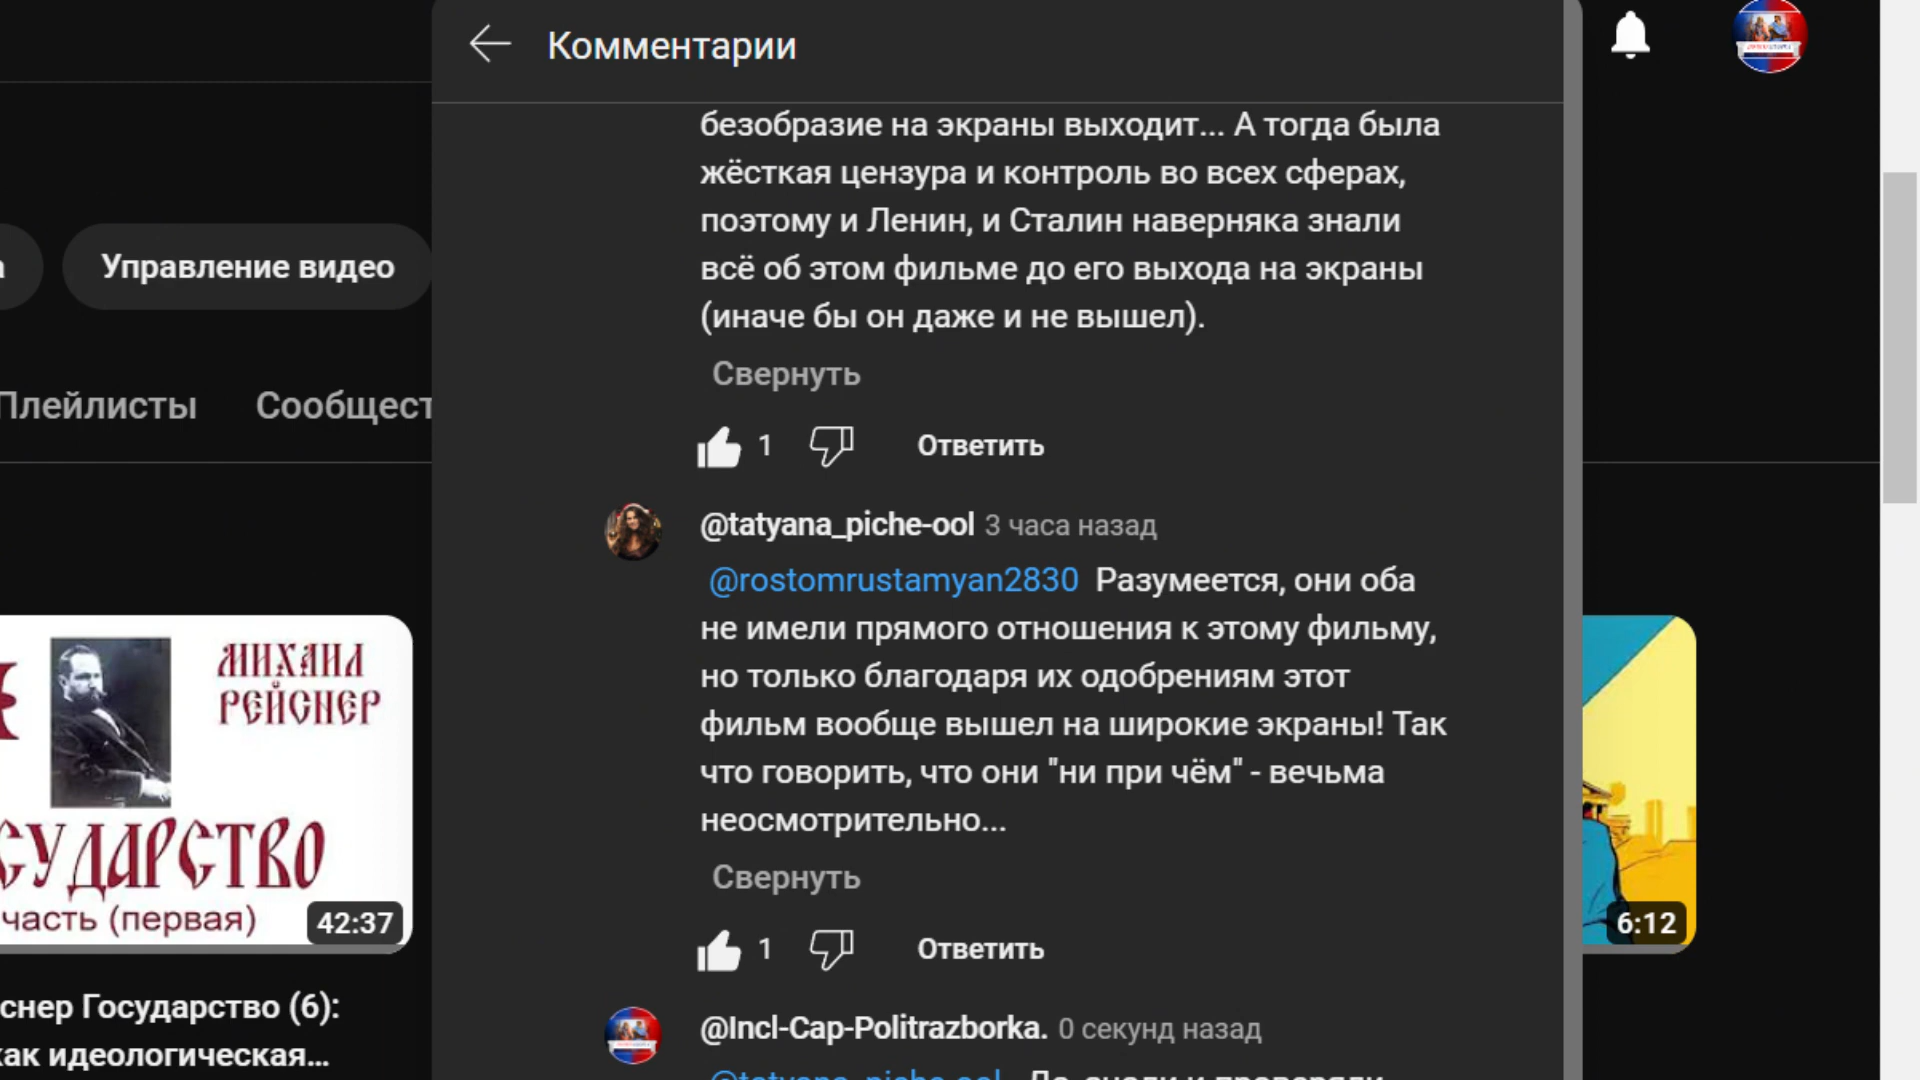 Комментарии
безобразие на экраны выходит... А тогда была
жёсткая цензура и контроль во всех сферах,
поэтому и Ленин, и Сталин наверняка знали
всё об этом фильме до его выхода на экраны
(иначе бы он даже и не вышел).
Свернуть
1
Ответить
@tatyana_piche-ool 3 часа назад
@rostomrustamyan2830 Разумеется, они оба
не имели прямого отношения к этому фильму,
но только благодаря их одобрениям этот
фильм вообще вышел на широкие экраны! Так
что говорить, что они "ни при чём" - вечьма
неосмотрительно...
Свернуть
1
Ответить
@Incl-Cap-Politrazborka. 0 секунд назад
@tatyana_piche-ool Да, знали и проверяли
а
Управление видео
Плейлисты
Сообщест
МИХАИЛ
РЕЙСНЕР
СУДАРСТВО
часть (первая)
42:37
снер Государство (6):
как идеологическая...
6:12